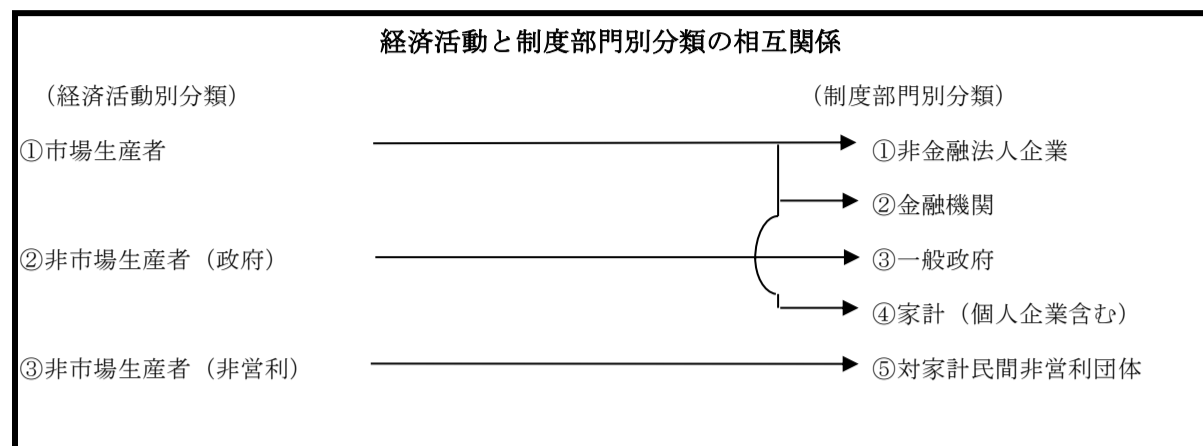 経済活動と制度部門別分類の相互関係
（経済活動別分類） （制度部門別分類）
①市場生産者 ①非金融法人企業
②金融機関
②非市場生産者（政府） ③一般政府
④家計（個人企業含む）
③非市場生産者（非営利） ⑤対家計民間非営利団体